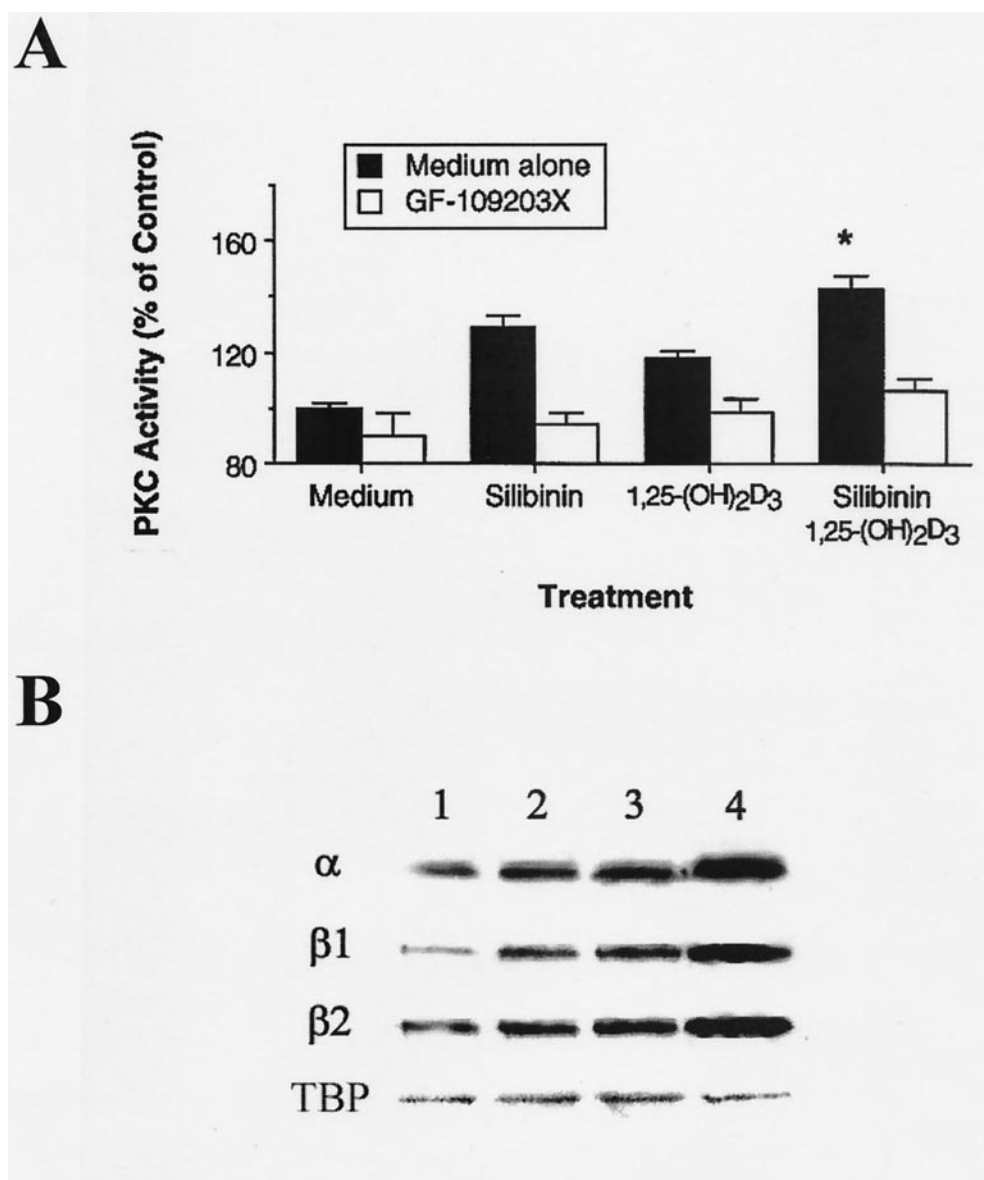 A
PKC Activity (% of Control)
Medium alone
GF-109203X
160
120
80
*
Medium
Silibinin
1,25-(OH)2D3
Silibinin
1,25-(OH)2D3
Treatment
B
1 2 3 4
α
β1
β2
TBP